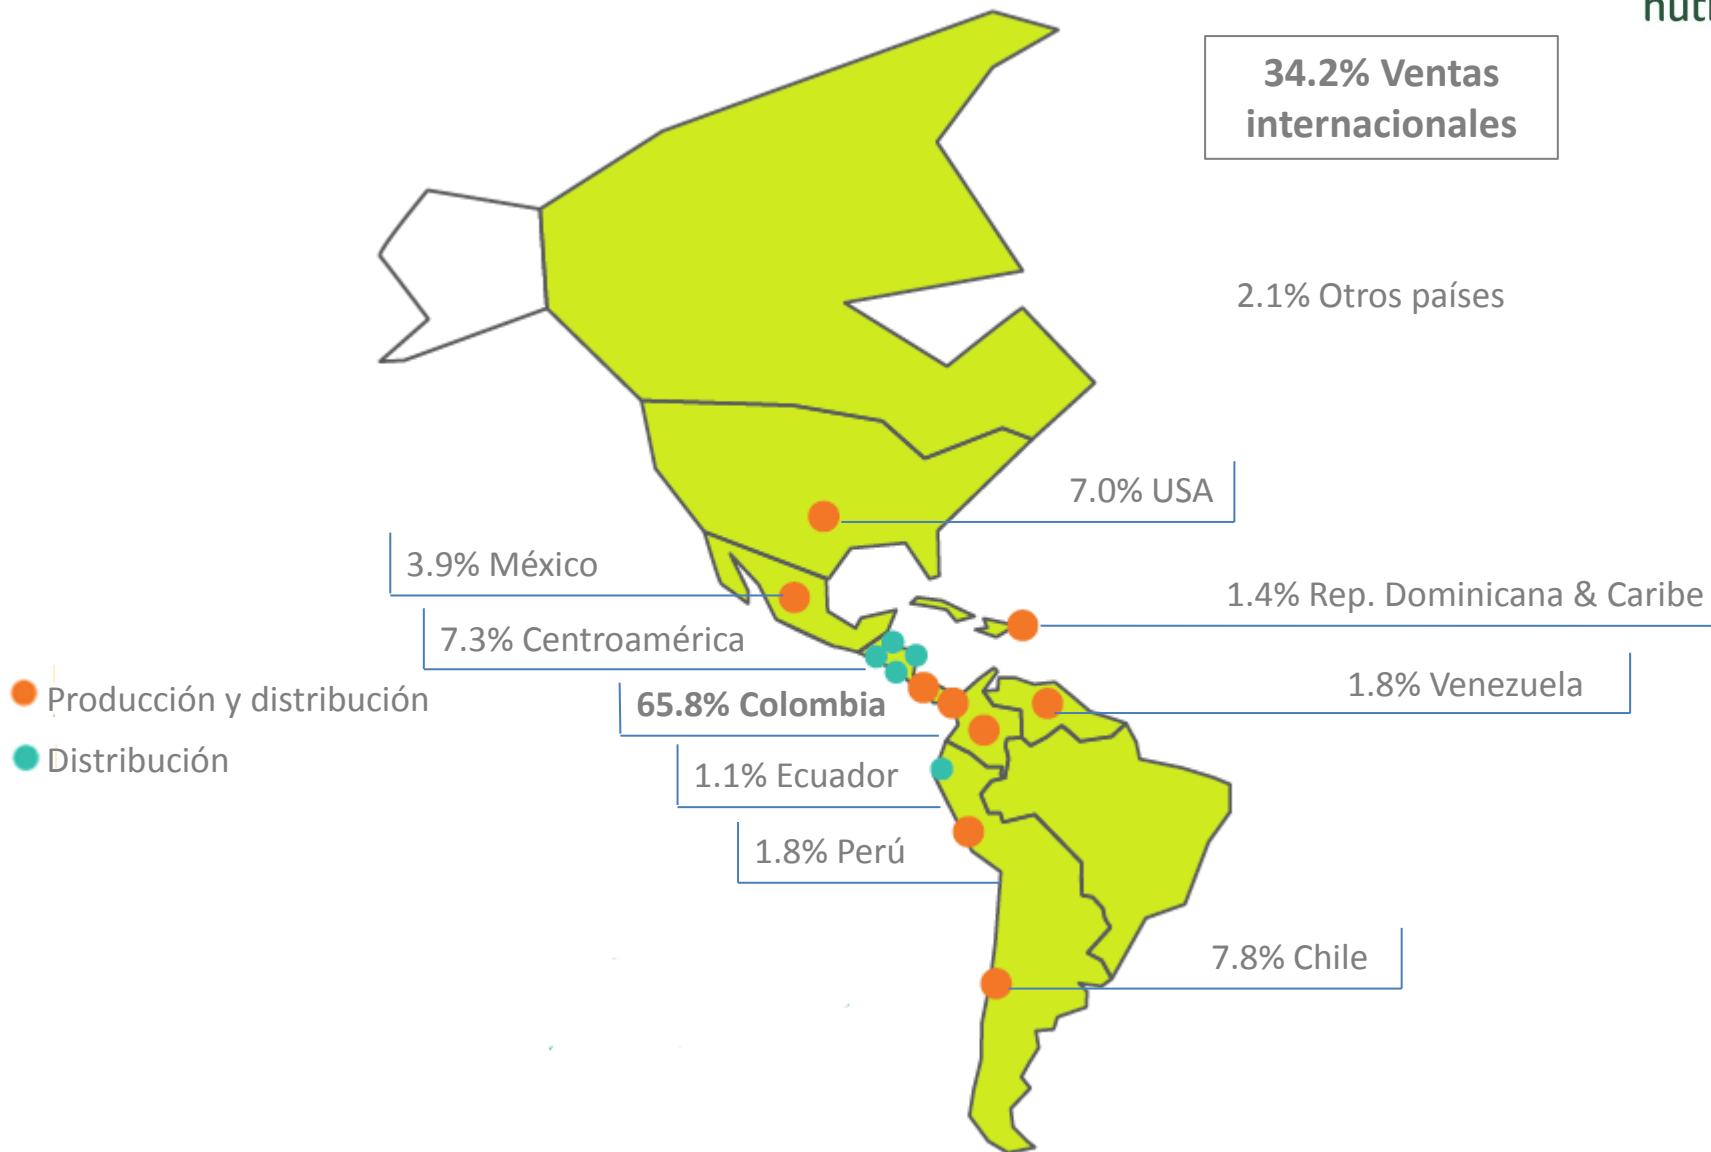 34.2% Ventas
internacionales
2.1% Otros países
7.0% USA
3.9% México
1.4% Rep. Dominicana & Caribe
7.3% Centroamérica
1.8% Venezuela
65.8% Colombia
Producción y distribución
Distribución
1.1% Ecuador
1.8% Perú
7.8% Chile